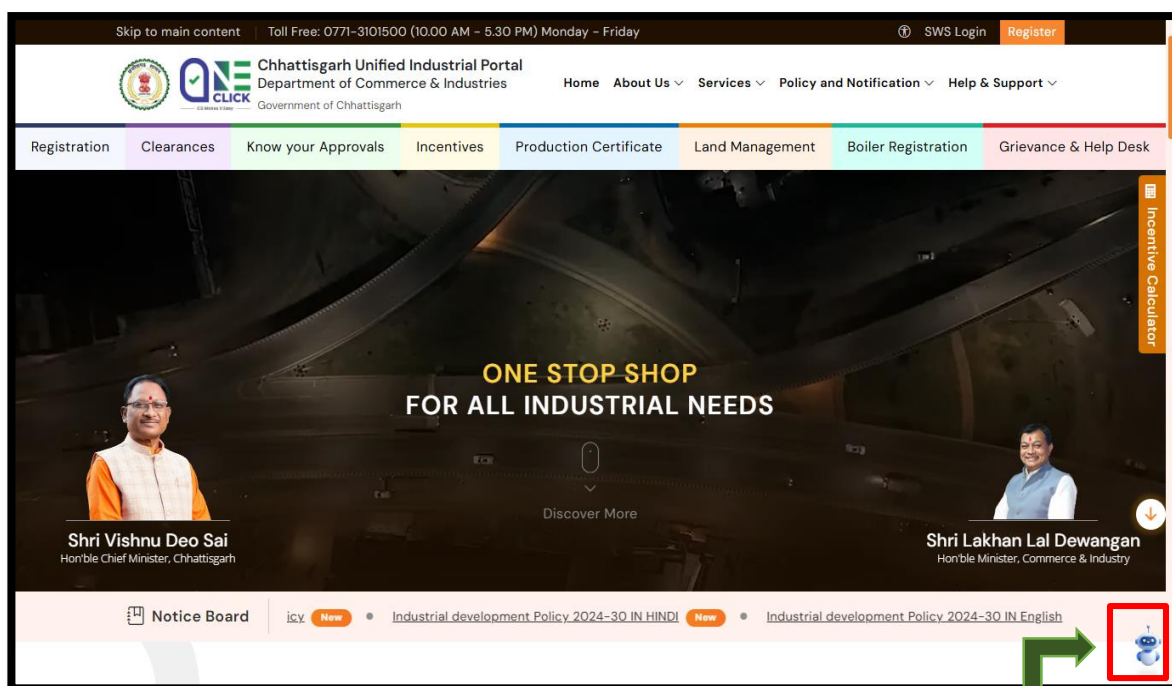 Skip to main content Toll Free: 0771-3101500 (10.00 AM - 5.30 PM) Monday - Friday SWS Login Register
ONE
CLICK
Chhattisgarh Unified Industrial Portal
Department of Commerce & Industries
Government of Chhattisgarh
Home About Us Services Policy and Notification Help & Support
Registration Clearances Know your Approvals Incentives Production Certificate Land Management Boiler Registration Grievance & Help Desk
Incentive Calculator
ONE STOP SHOP
FOR ALL INDUSTRIAL NEEDS
Discover More
Shri Vishnu Deo Sai
Hon'ble Chief Minister, Chhattisgarh
Shri Lakhan Lal Dewangan
Hon'ble Minister, Commerce & Industry
Notice Board icy New • Industrial development Policy 2024-30 IN HINDI New • Industrial development Policy 2024-30 IN English